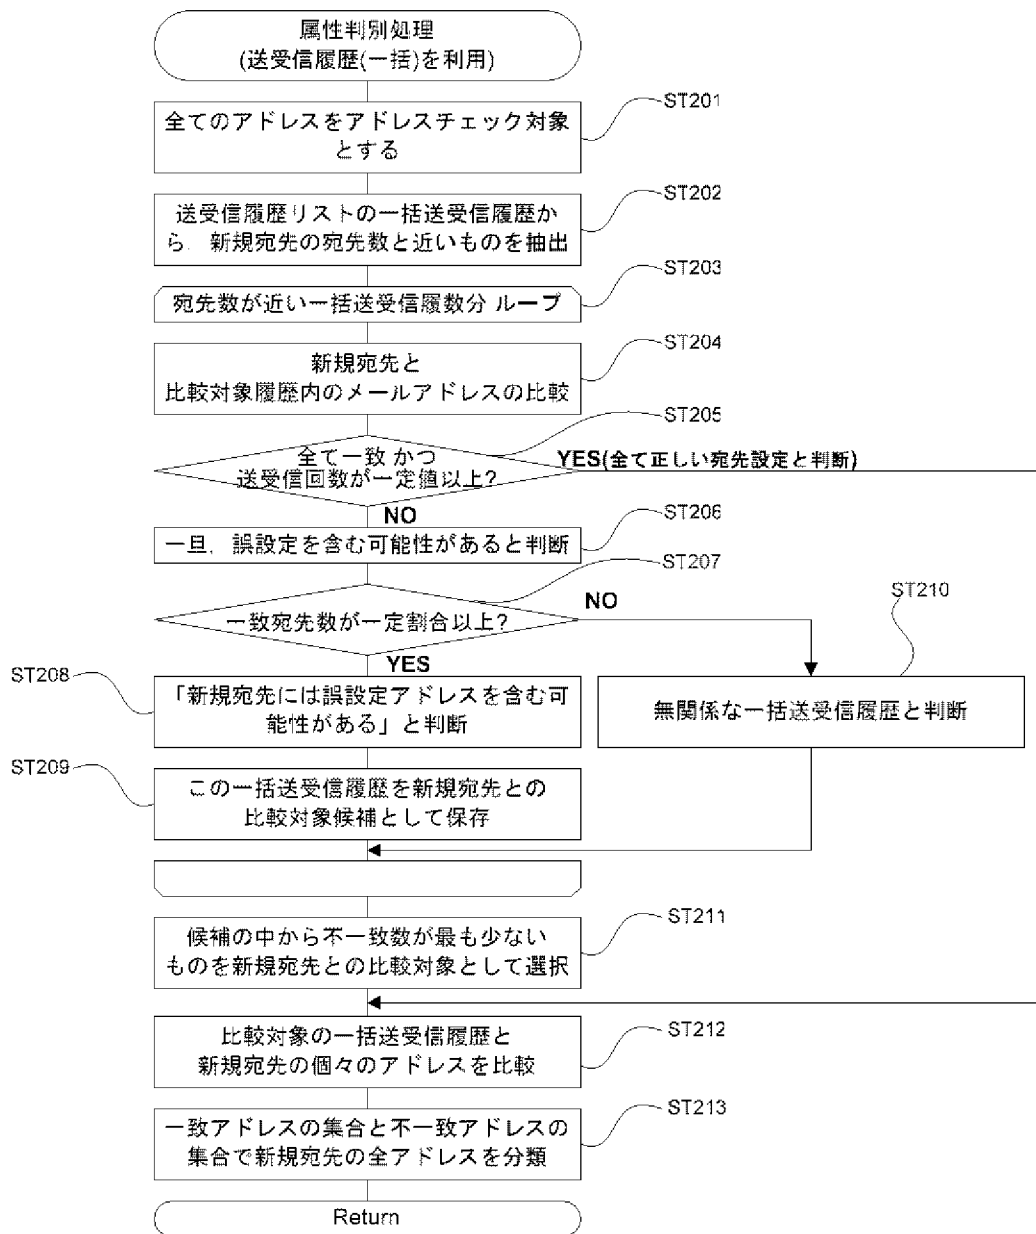 属性判別処理
(送受信履歴(一括)を利用)
ST201
全てのアドレスをアドレスチェック対象
とする
ST202
送受信履歴リストの一括送受信履歴か
ら、新規宛先の宛先数と近いものを抽出
ST203
宛先数が近い一括送受信履数分 ループ
ST204
新規宛先と
比較対象履歴内のメールアドレスの比較
ST205
全て一致 かつ
送受信回数が一定値以上?
YES(全て正しい宛先設定と判断)
NO
ST206
一旦、誤設定を含む可能性があると判断
ST207
一致宛先数が一定割合以上?
NO
ST210
YES
ST208
「新規宛先には誤設定アドレスを含む可
能性がある」と判断
無関係な一括送受信履歴と判断
ST209
この一括送受信履歴を新規宛先との
比較対象候補として保存
ST211
候補の中から不一致数が最も少ない
ものを新規宛先との比較対象として選択
ST212
比較対象の一括送受信履歴と
新規宛先の個々のアドレスを比較
ST213
一致アドレスの集合と不一致アドレスの
集合で新規宛先の全アドレスを分類
Return